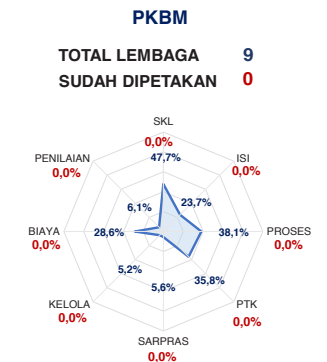 PKBM
TOTAL LEMBAGA 9
SUDAH DIPETAKAN 0
SKL
0,0%
47,7%
PENILAIAN
0,0%
ISI
0,0%
6,1%
23,7%
BIAYA
0,0%
28,6%
38,1%
PROSES
0,0%
5,2%
35,8%
5,6%
KELOLA
0,0%
PTK
0,0%
SARPRAS
0,0%